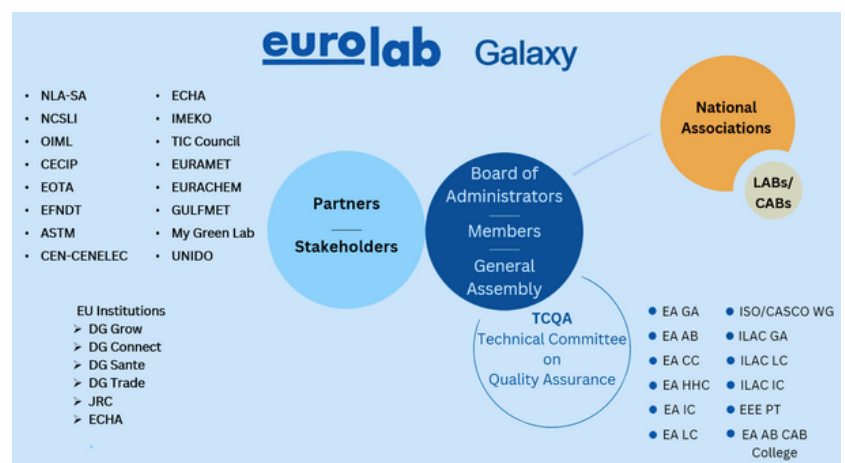 eurolab Galaxy
• NLA-SA
• NCSLI
• OIML
• CECIP
• EOTA
• EFNDT
• ASTM
• CEN-CENELEC
• ECHA
• IMEKO
• TIC Council
• EURAMET
• EURACHEM
• GULFMET
• My Green Lab
• UNIDO
Partners
Stakeholders
Board of
Administrators
Members
General
Assembly
National
Associations
LABs/
CABs
EU Institutions
➢ DG Grow
➢ DG Connect
➢ DG Sante
➢ DG Trade
➢ JRC
➢ ECHA
TCQA
Technical Committee
on
Quality Assurance
• EA GA
• EA AB
• EA CC
• EA HHC
• EA IC
• EA LC
• ISO/CASCO WG
• ILAC GA
• ILAC LC
• ILAC IC
• EEE PT
• EA AB CAB
College